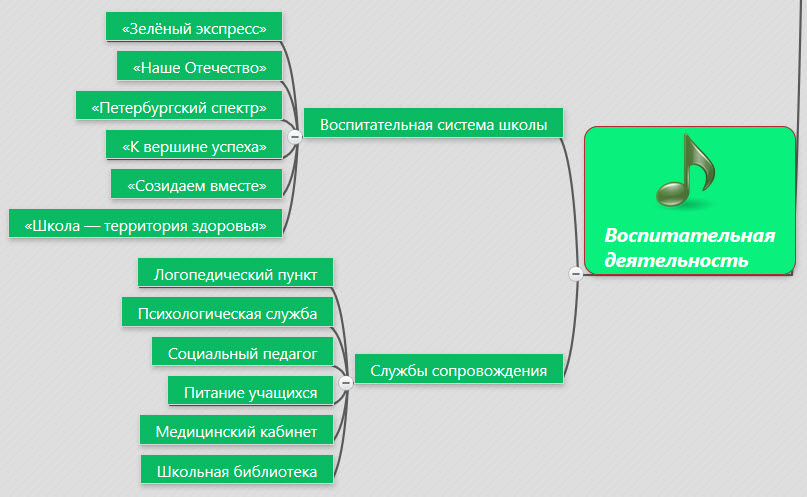 «Зелёный экспресс»
«Наше Отечество»
«Петербургский спектр»
«К вершине успеха»
«Созидаем вместе»
«Школа — территория здоровья»
Воспитательная система школы
Логопедический пункт
Психологическая служба
Социальный педагог
Питание учащихся
Медицинский кабинет
Школьная библиотека
Службы сопровождения
Воспитательная
деятельность